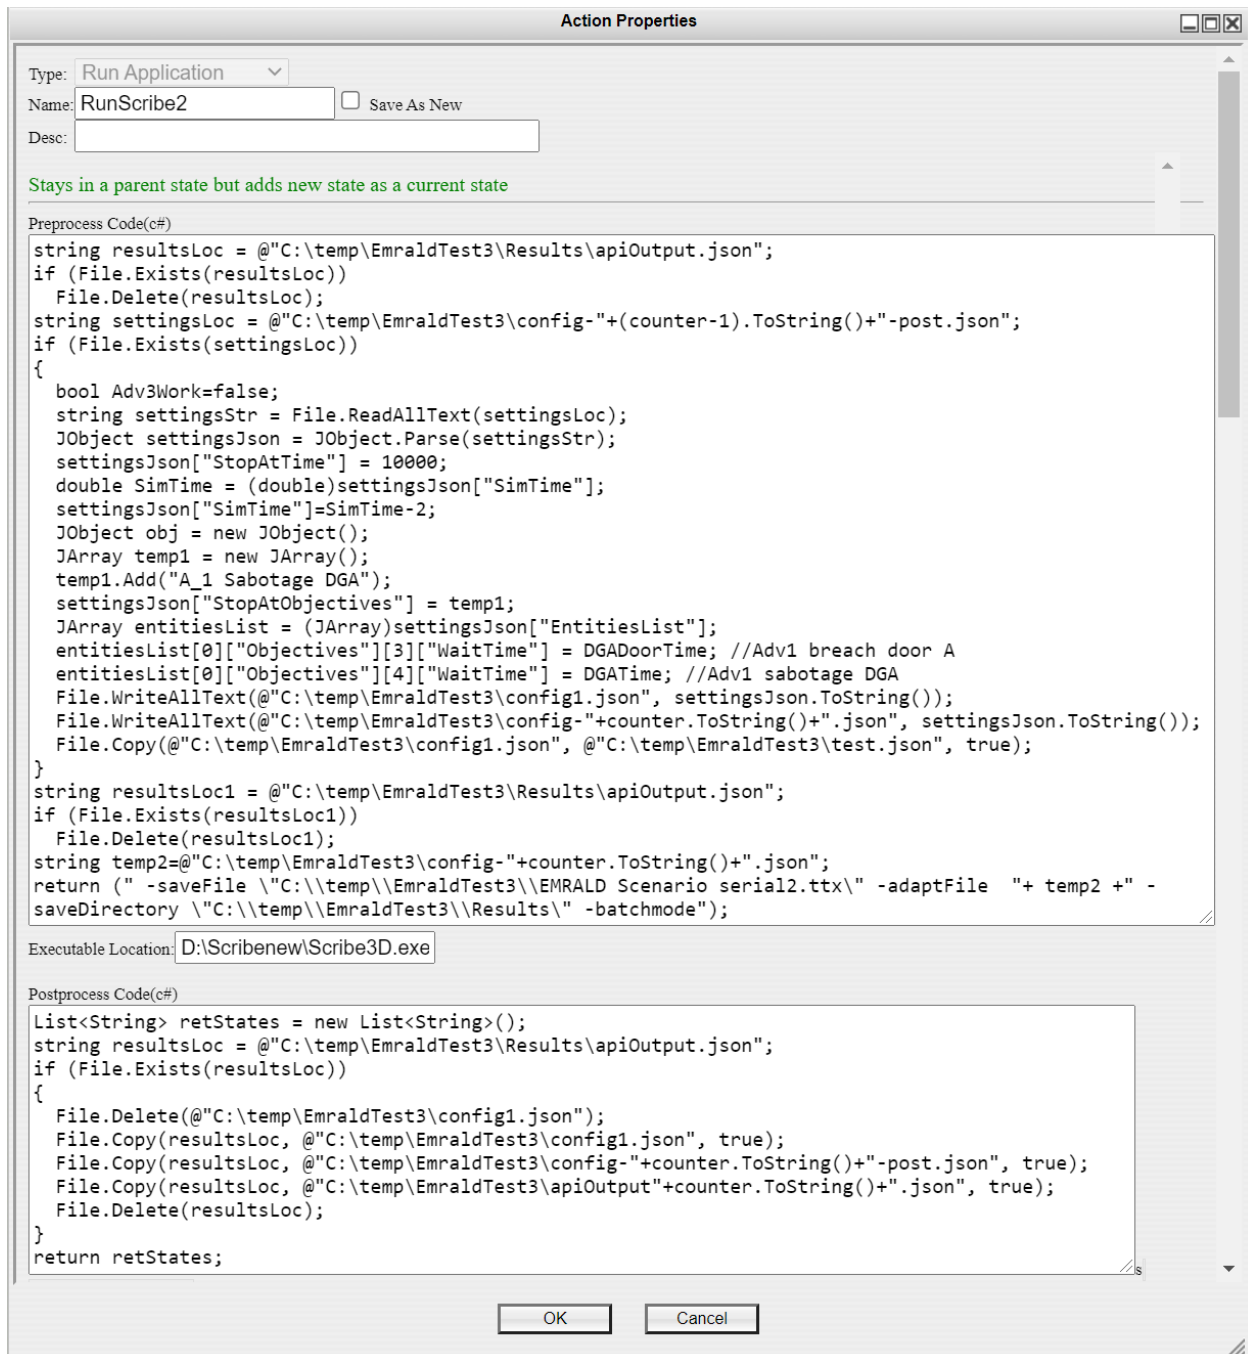 Action Properties
Type: Run Application
Name: RunScribe2 Save As New
Desc:
Stays in a parent state but adds new state as a current state
Preprocess Code(c#)
string resultsLoc = @"C:\temp\EmraldTest3\Results\apiOutput.json";
if (File.Exists(resultsLoc))
  File.Delete(resultsLoc);
string settingsLoc = @"C:\temp\EmraldTest3\config-"+(counter-1).ToString()+"-post.json";
if (File.Exists(settingsLoc))
{
  bool Adv3Work=false;
  string settingsStr = File.ReadAllText(settingsLoc);
  JObject settingsJson = JObject.Parse(settingsStr);
  settingsJson["StopAtTime"] = 10000;
  double SimTime = (double)settingsJson["SimTime"];
  settingsJson["SimTime"]=SimTime-2;
  JObject obj = new JObject();
  JArray temp1 = new JArray();
  temp1.Add("A_1 Sabotage DGA");
  settingsJson["StopAtObjectives"] = temp1;
  JArray entitiesList = (JArray)settingsJson["EntitiesList"];
  entitiesList[0]["Objectives"][3]["WaitTime"] = DGADoorTime; //Adv1 breach door A
  entitiesList[0]["Objectives"][4]["WaitTime"] = DGATime; //Adv1 sabotage DGA
  File.WriteAllText(@"C:\temp\EmraldTest3\config1.json", settingsJson.ToString());
  File.WriteAllText(@"C:\temp\EmraldTest3\config-"+counter.ToString()+".json", settingsJson.ToString());
  File.Copy(@"C:\temp\EmraldTest3\config1.json", @"C:\temp\EmraldTest3\test.json", true);
}
string resultsLoc1 = @"C:\temp\EmraldTest3\Results\apiOutput.json";
if (File.Exists(resultsLoc1))
  File.Delete(resultsLoc1);
string temp2=@"C:\temp\EmraldTest3\config-"+counter.ToString()+".json";
return (" -saveFile \"C:\\temp\\EmraldTest3\\EMRALD Scenario serial2.ttx\" -adaptFile  "+ temp2 +" -
saveDirectory \"C:\\temp\\EmraldTest3\\Results\" -batchmode");
Executable Location: D:\Scribenew\Scribe3D.exe
Postprocess Code(c#)
List<String> retStates = new List<String>();
string resultsLoc = @"C:\temp\EmraldTest3\Results\apiOutput.json";
if (File.Exists(resultsLoc))
{
  File.Delete(@"C:\temp\EmraldTest3\config1.json");
  File.Copy(resultsLoc, @"C:\temp\EmraldTest3\config1.json", true);
  File.Copy(resultsLoc, @"C:\temp\EmraldTest3\config-"+counter.ToString()+"-post.json", true);
  File.Copy(resultsLoc, @"C:\temp\EmraldTest3\apiOutput"+counter.ToString()+".json", true);
  File.Delete(resultsLoc);
}
return retStates;
s
OK Cancel